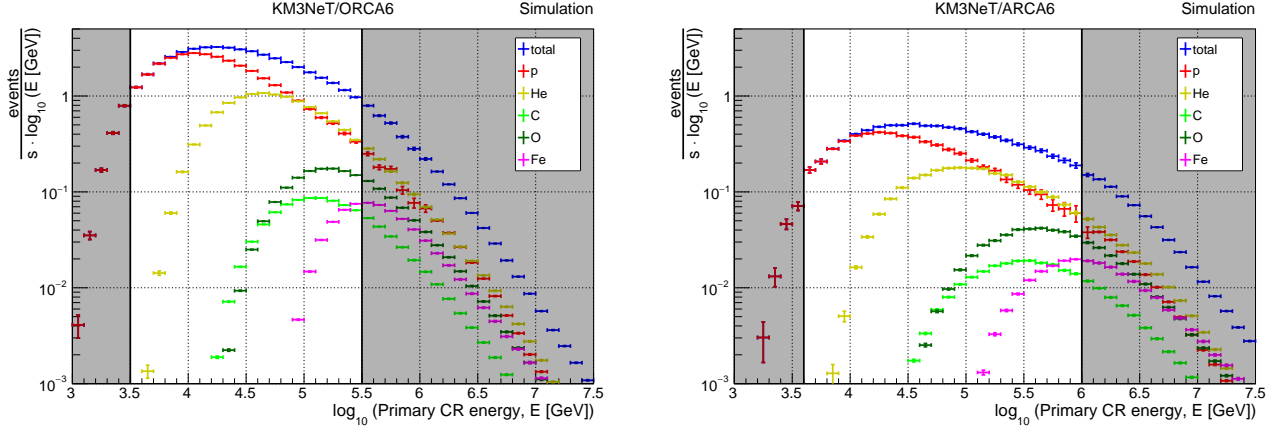 KM3NeT/ORCA6 Simulation
events
s · log₁₀ (E [GeV])
1
10⁻¹
10⁻²
10⁻³
total
p
He
C
O
Fe
3 3.5 4 4.5 5 5.5 6 6.5 7 7.5
log₁₀ (Primary CR energy, E [GeV])
KM3NeT/ARCA6 Simulation
events
s · log₁₀ (E [GeV])
1
10⁻¹
10⁻²
10⁻³
total
p
He
C
O
Fe
3 3.5 4 4.5 5 5.5 6 6.5 7 7.5
log₁₀ (Primary CR energy, E [GeV])